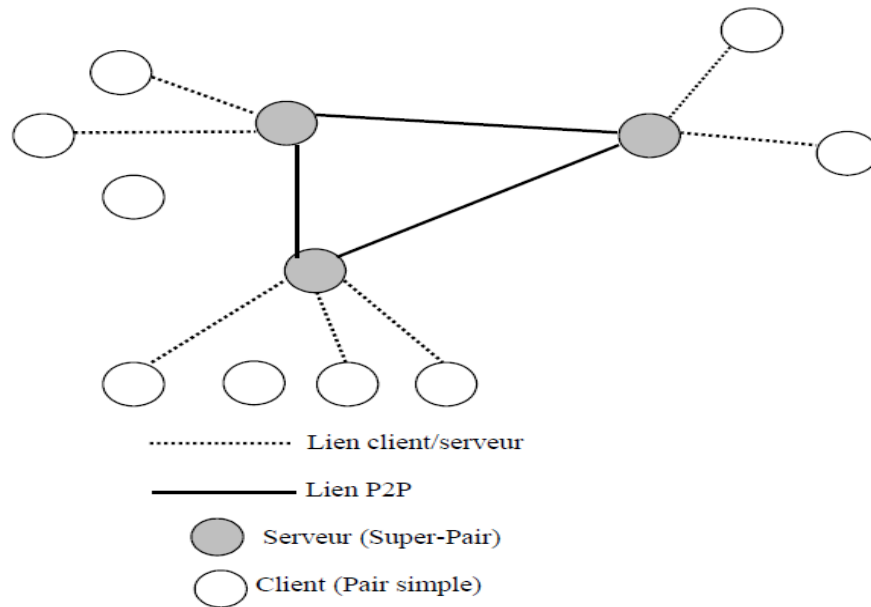 Lien client/serveur
Lien P2P
Serveur (Super-Pair)
Client (Pair simple)